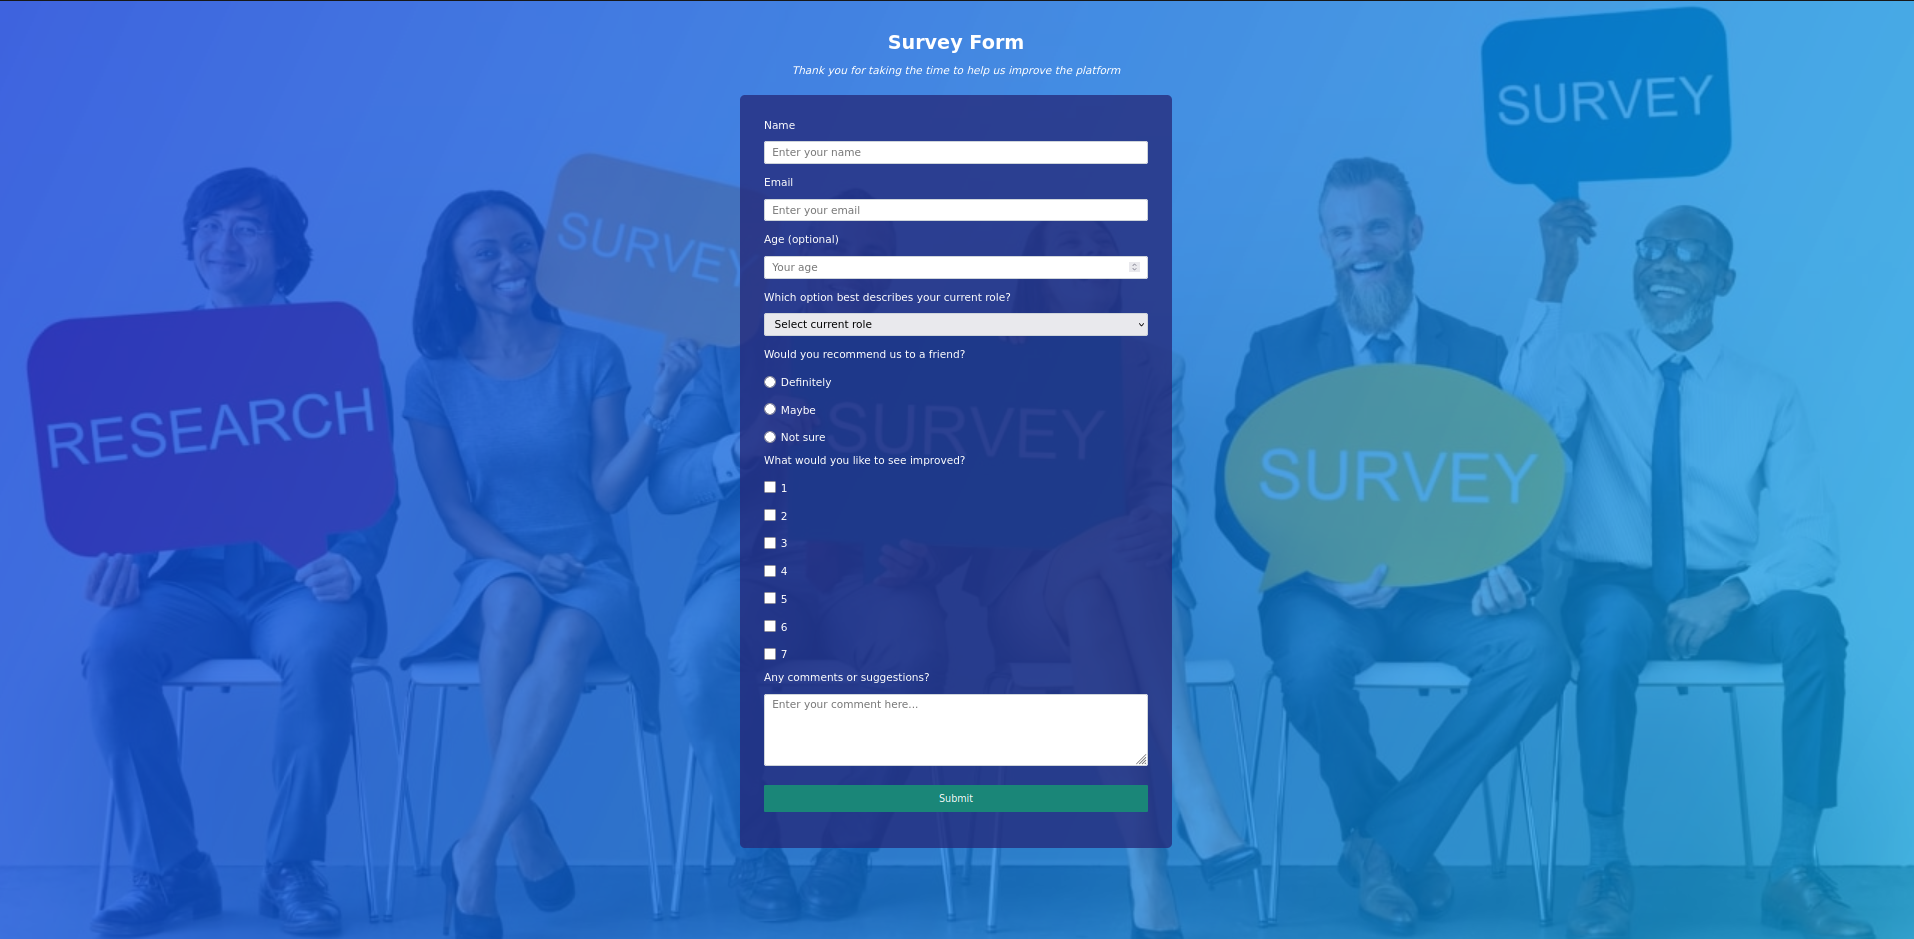 Survey Form
Thank you for taking the time to help us improve the platform
SURVEY
Name
Enter your name
Email
Enter your email
SURVEY
Age (optional)
Your age
Which option best describes your current role?
Select current role
Would you recommend us to a friend?
Definitely
Maybe
Not sure
RESEARCH
SURVEY
SURVEY
What would you like to see improved?
1
2
3
4
5
6
7
Any comments or suggestions?
Enter your comment here...
Submit